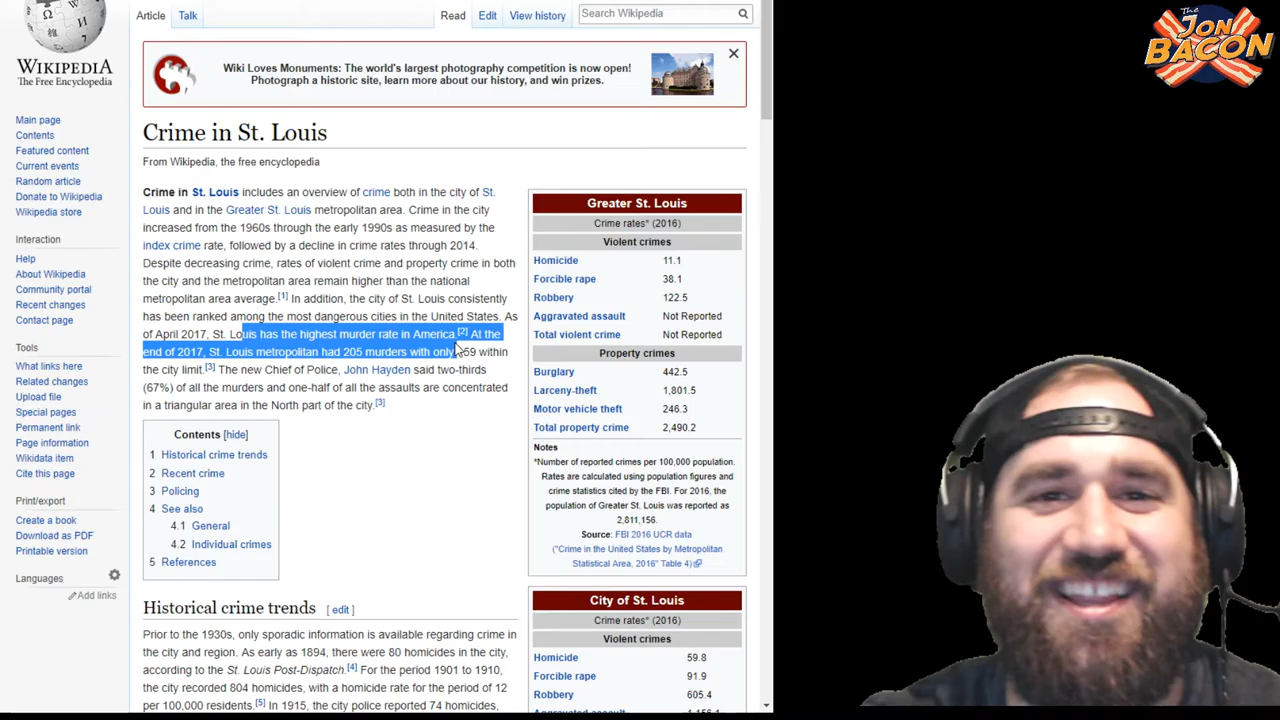 Article
Talk
Read
Edit
View history
Search Wikipedia
The
JON
BACON
WIKIPEDIA
The Free Encyclopedia
Wiki Loves Monuments: The world's largest photography competition is now open!
Photograph a historic site, learn more about our history, and win prizes.
Main page
Contents
Featured content
Current events
Random article
Donate to Wikipedia
Wikipedia store
Interaction
Help
About Wikipedia
Community portal
Recent changes
Contact page
Tools
What links here
Related changes
Upload file
Special pages
Permanent link
Page information
Wikidata item
Cite this page
Print/export
Create a book
Download as PDF
Printable version
Languages
Add links
Crime in St. Louis
From Wikipedia, the free encyclopedia
Crime in St. Louis includes an overview of crime both in the city of St.
Louis and in the Greater St. Louis metropolitan area. Crime in the city
increased from the 1960s through the early 1990s as measured by the
index crime rate, followed by a decline in crime rates through 2014.
Despite decreasing crime, rates of violent crime and property crime in both
the city and the metropolitan area remain higher than the national
metropolitan area average.[1] In addition, the city of St. Louis consistently
has been ranked among the most dangerous cities in the United States. As
of April 2017, St. Louis has the highest murder rate in America.[2] At the
end of 2017, St. Louis metropolitan had 205 murders with only 159 within
the city limit.[3] The new Chief of Police, John Hayden said two-thirds
(67%) of all the murders and one-half of all the assaults are concentrated
in a triangular area in the North part of the city.[3]
Contents [hide]
1 Historical crime trends
2 Recent crime
3 Policing
4 See also
4.1 General
4.2 Individual crimes
5 References
Historical crime trends [ edit ]
Prior to the 1930s, only sporadic information is available regarding crime in
the city and region. As early as 1894, there were 80 homicides in the city,
according to the St. Louis Post-Dispatch.[4] For the period 1901 to 1910,
the city recorded 804 homicides, with a homicide rate for the period of 12
per 100,000 residents.[5] In 1915, the city police reported 74 homicides,
Greater St. Louis
Crime rates* (2016)
Violent crimes
Homicide 11.1
Forcible rape 38.1
Robbery 122.5
Aggravated assault Not Reported
Total violent crime Not Reported
Property crimes
Burglary 442.5
Larceny-theft 1,801.5
Motor vehicle theft 246.3
Total property crime 2,490.2
Notes
*Number of reported crimes per 100,000 population.
Rates are calculated using population figures and
crime statistics cited by the FBI. For 2016, the
population of Greater St. Louis was reported as
2,811,156.
Source: FBI 2016 UCR data
("Crime in the United States by Metropolitan
Statistical Area, 2016" Table 4)
City of St. Louis
Crime rates* (2016)
Violent crimes
Homicide 59.8
Forcible rape 91.9
Robbery 605.4
Aggravated assault 1,156.1